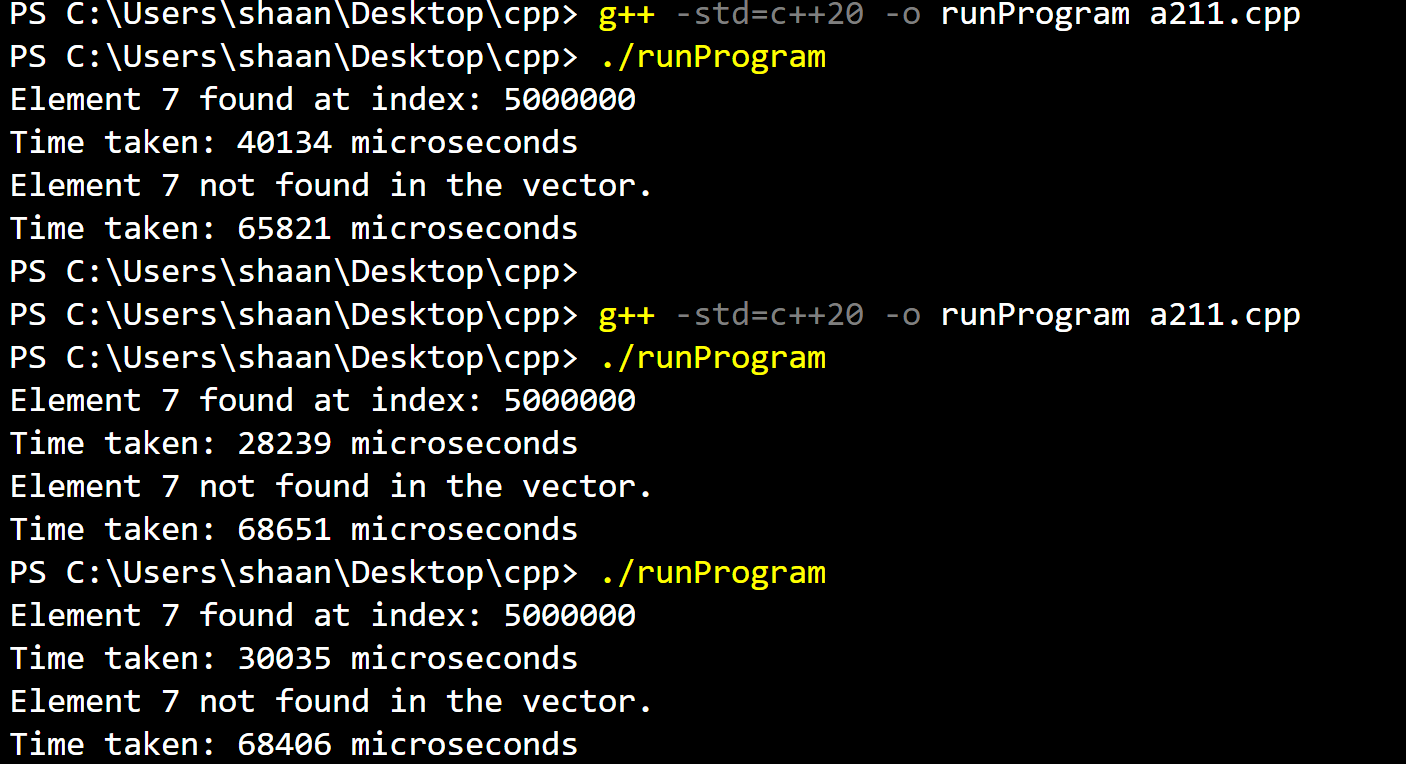 PS C:\Users\shaan\Desktop\cpp> g++ -std=c++20 -o runProgram a211.cpp
PS C:\Users\shaan\Desktop\cpp> ./runProgram
Element 7 found at index: 5000000
Time taken: 40134 microseconds
Element 7 not found in the vector.
Time taken: 65821 microseconds
PS C:\Users\shaan\Desktop\cpp>
PS C:\Users\shaan\Desktop\cpp> g++ -std=c++20 -o runProgram a211.cpp
PS C:\Users\shaan\Desktop\cpp> ./runProgram
Element 7 found at index: 5000000
Time taken: 28239 microseconds
Element 7 not found in the vector.
Time taken: 68651 microseconds
PS C:\Users\shaan\Desktop\cpp> ./runProgram
Element 7 found at index: 5000000
Time taken: 30035 microseconds
Element 7 not found in the vector.
Time taken: 68406 microseconds